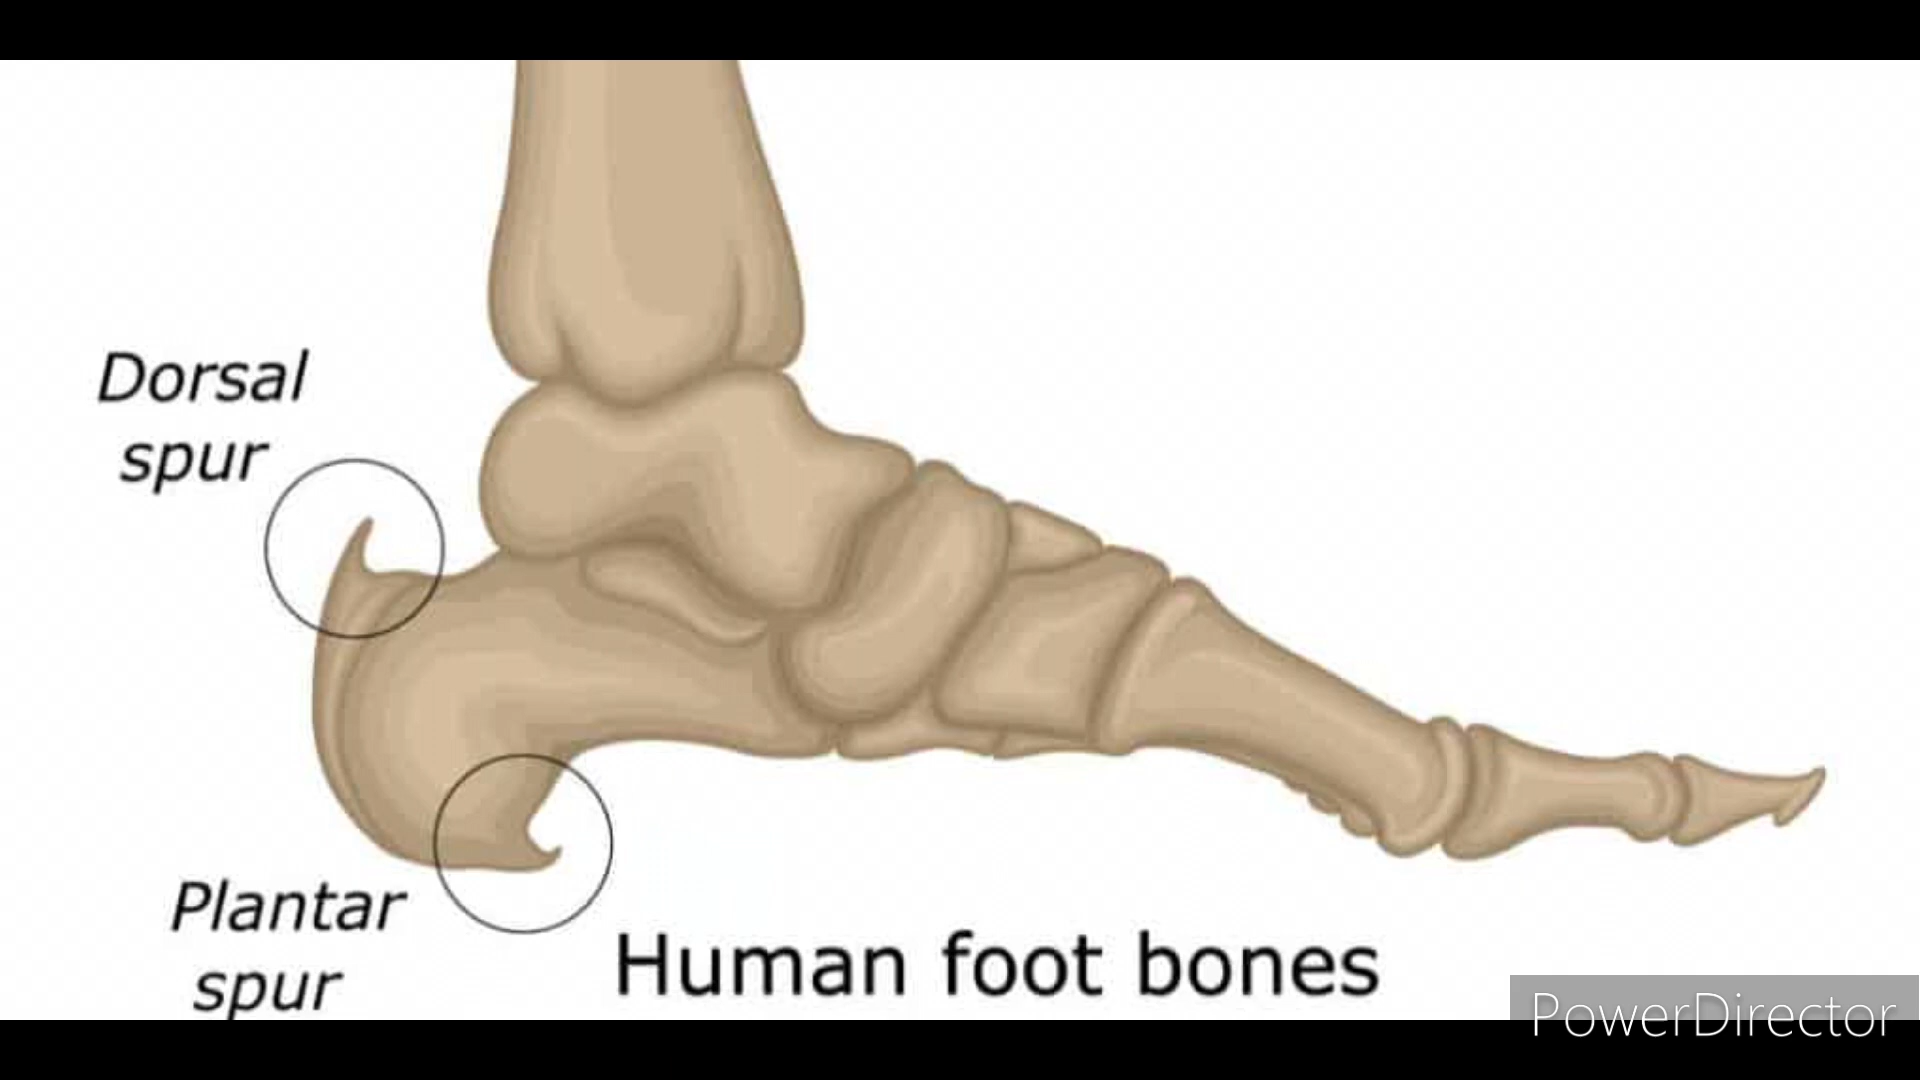 Dorsal
spur
Plantar
spur
Human foot bones
PowerDirector